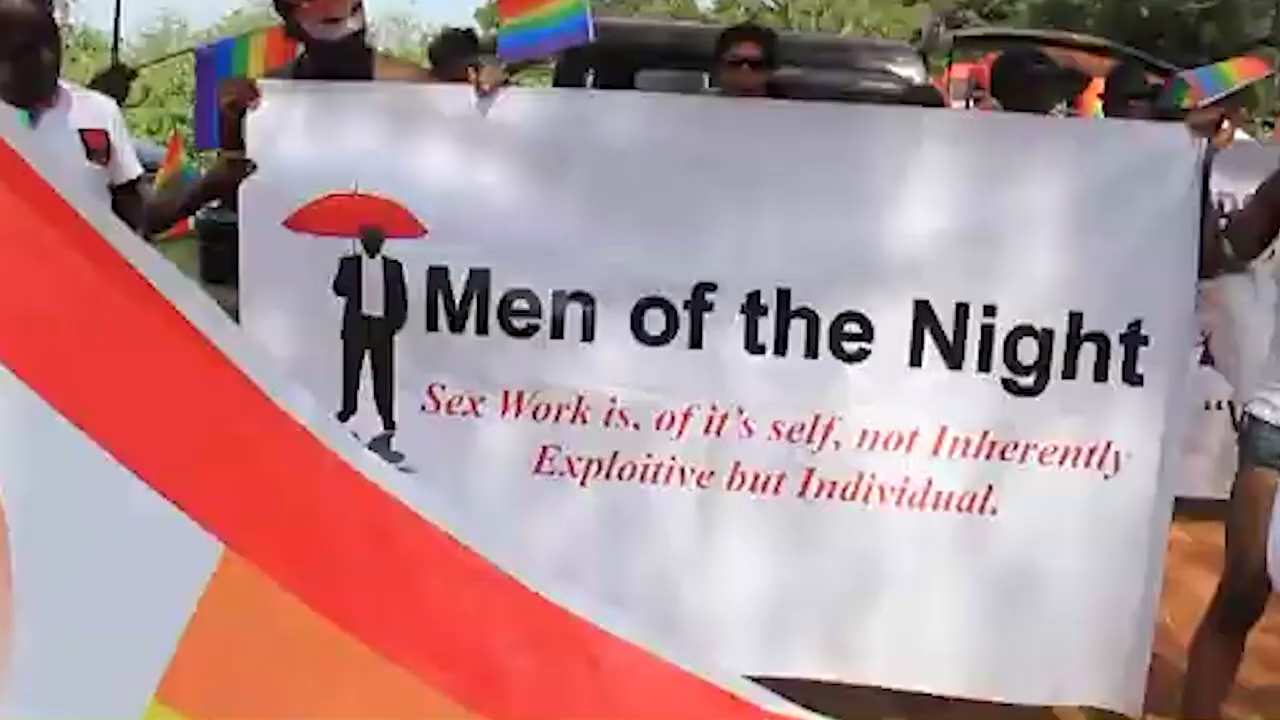 Men of the Night
Sex Work is, of it's self, not Inherently
Exploitive but Individual.